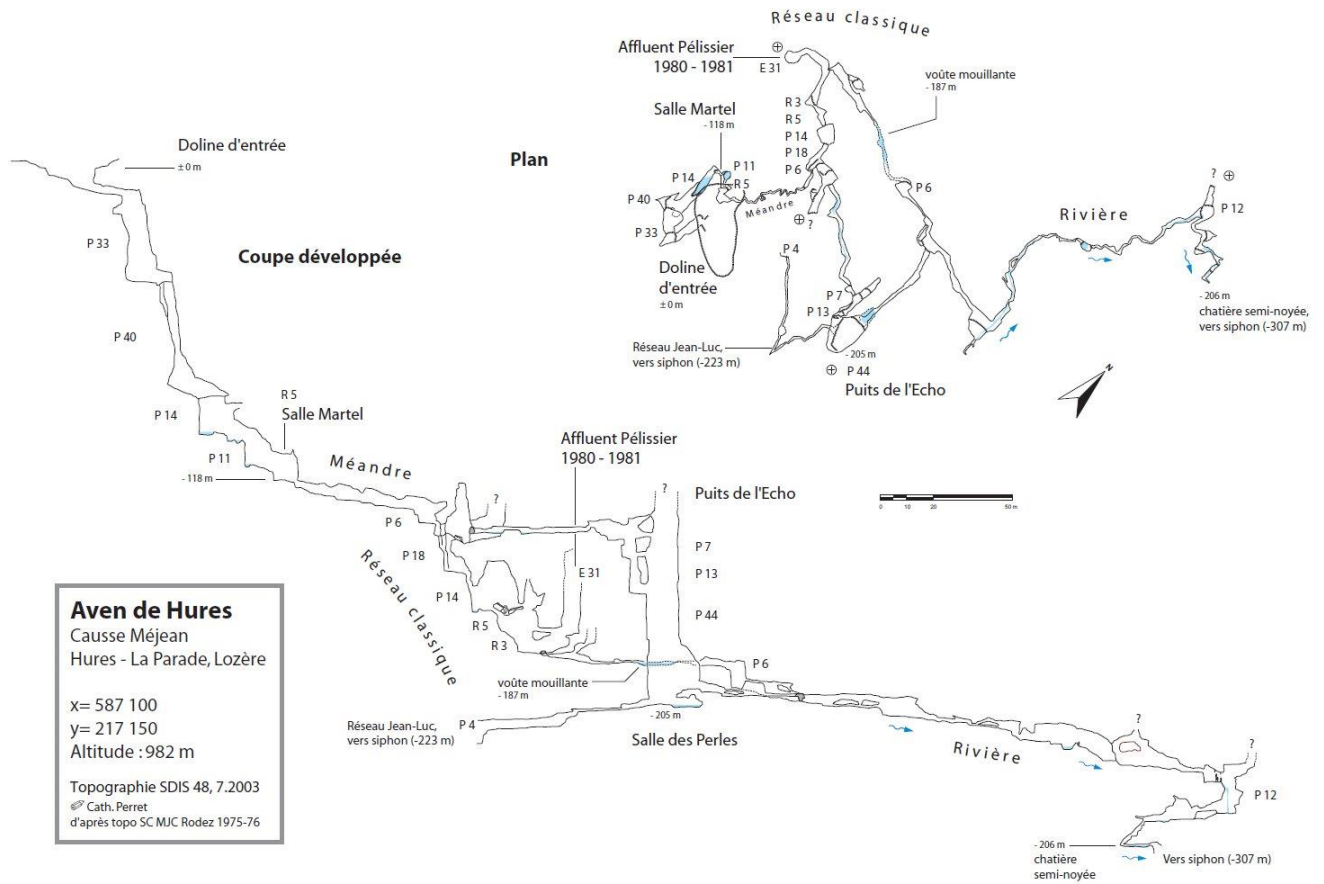 Réseau classique
Affluent Pélissier
1980 - 1981
E 31
voûte mouillante
- 187 m
Salle Martel
- 118 m
R 3
R 5
P 14
P 18
P 6
Plan
P 11
P 14
R 5
P 40
Méandre
P 33
?
P 4
Doline
d'entrée
± 0 m
P 6
Rivière
?
P 12
- 206 m
chatière semi-noyée,
vers siphon (-307 m)
P 7
P 13
Réseau Jean-Luc,
vers siphon (-223 m)
- 205 m
P 44
Puits de l'Echo
N
0 10 20 50 m
Doline d'entrée
± 0 m
Coupe développée
P 33
P 40
R 5
Salle Martel
P 14
P 11
- 118 m
Méandre
Affluent Pélissier
1980 - 1981
?
?
Puits de l'Echo
P 6
P 18
P 7
P 13
E 31
P 14
P 44
R 5
R 3
Réseau classique
P 6
voûte mouillante
- 187 m
Réseau Jean-Luc,
vers siphon (-223 m)
P 4
- 205 m
Salle des Perles
Rivière
?
?
P 12
- 206 m
chatière
semi-noyée
Vers siphon (-307 m)
Aven de Hures
Causse Méjean
Hures - La Parade, Lozère
x= 587 100
y= 217 150
Altitude : 982 m
Topographie SDIS 48, 7.2003
Cath. Perret
d'après topo SC MJC Rodez 1975-76